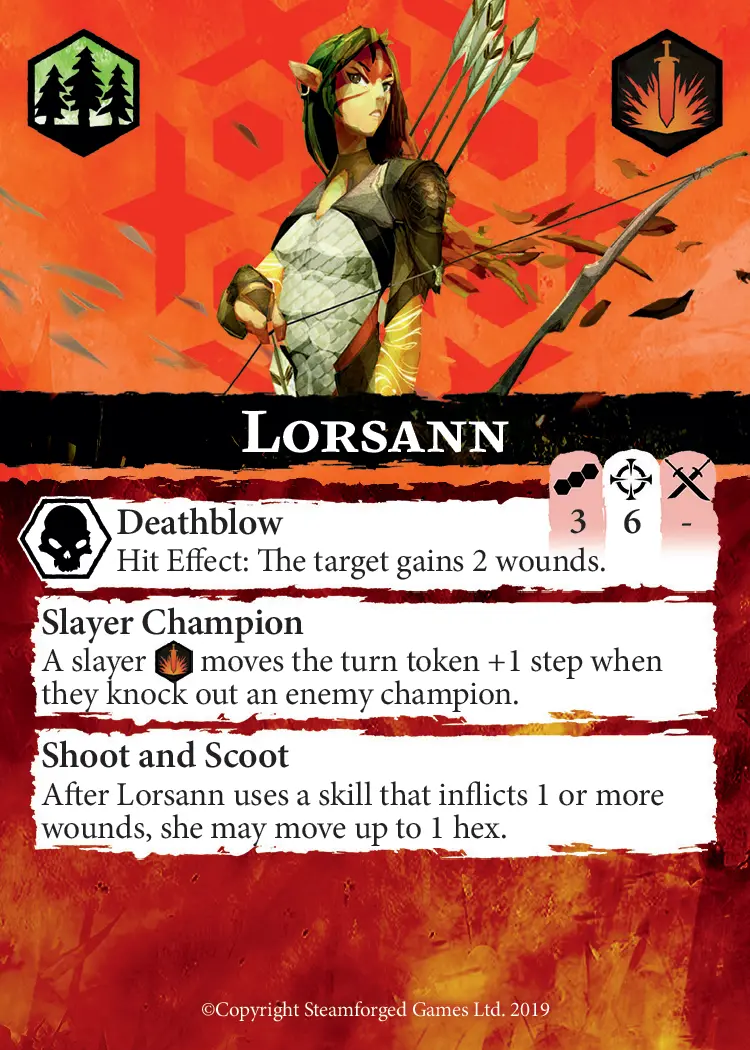 Lorsann
Deathblow
3 6 -
Hit Effect: The target gains 2 wounds.
Slayer Champion
A slayer moves the turn token +1 step when
they knock out an enemy champion.
Shoot and Scoot
After Lorsann uses a skill that inflicts 1 or more
wounds, she may move up to 1 hex.
©Copyright Steamforged Games Ltd. 2019